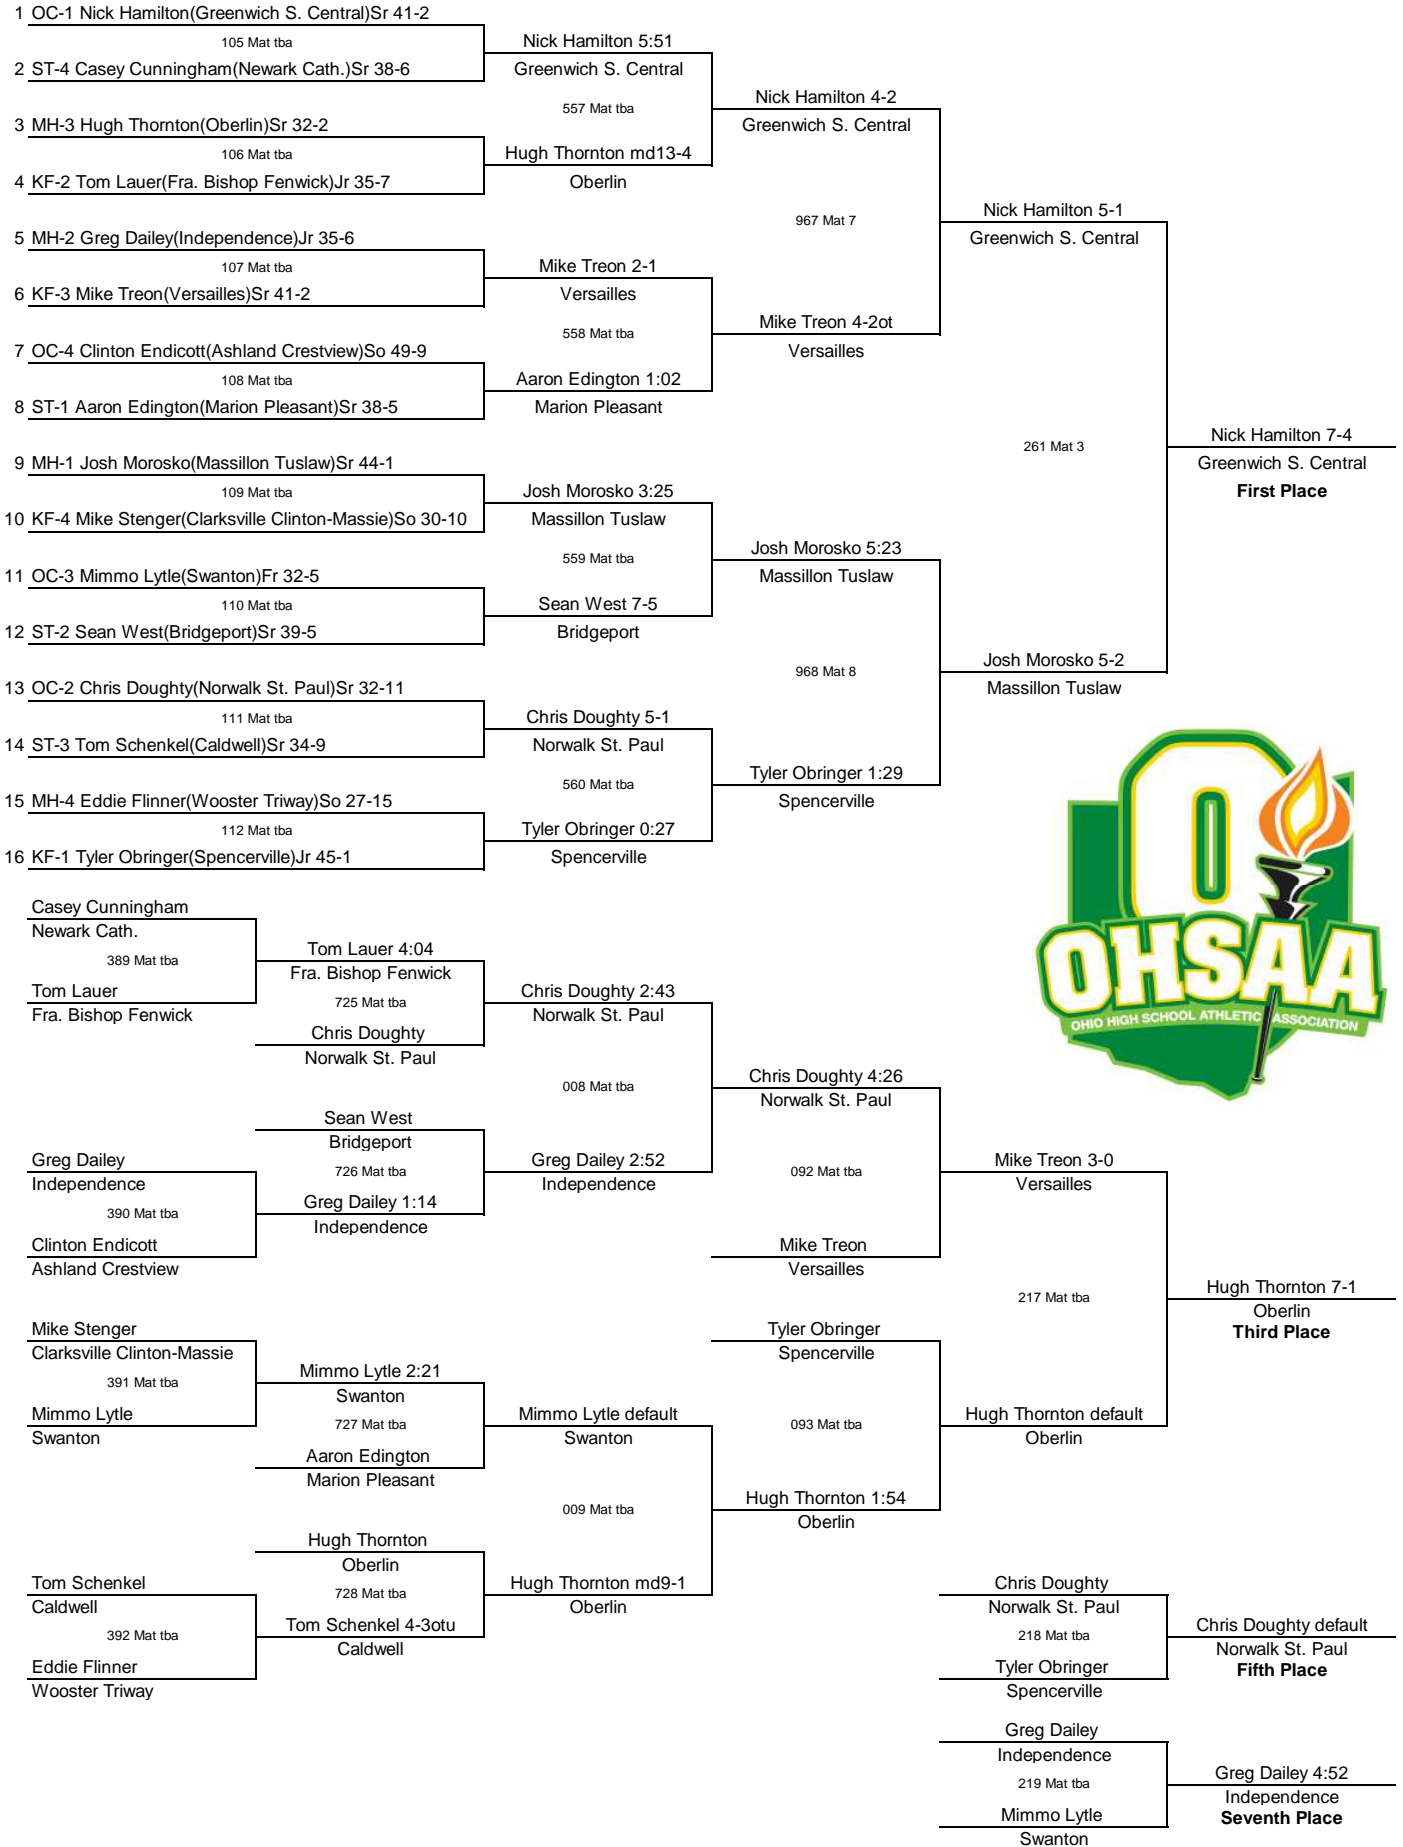 1 OC-1 Nick Hamilton(Greenwich S. Central)Sr 41-2
105 Mat tba
2 ST-4 Casey Cunningham(Newark Cath.)Sr 38-6
Nick Hamilton 5:51
Greenwich S. Central
557 Mat tba
3 MH-3 Hugh Thornton(Oberlin)Sr 32-2
106 Mat tba
4 KF-2 Tom Lauer(Fra. Bishop Fenwick)Jr 35-7
Hugh Thornton md13-4
Oberlin
Nick Hamilton 4-2
Greenwich S. Central
967 Mat 7
5 MH-2 Greg Dailey(Independence)Jr 35-6
107 Mat tba
6 KF-3 Mike Treon(Versailles)Sr 41-2
Mike Treon 2-1
Versailles
558 Mat tba
7 OC-4 Clinton Endicott(Ashland Crestview)So 49-9
108 Mat tba
8 ST-1 Aaron Edington(Marion Pleasant)Sr 38-5
Aaron Edington 1:02
Marion Pleasant
Mike Treon 4-2ot
Versailles
Nick Hamilton 5-1
Greenwich S. Central
261 Mat 3
Nick Hamilton 7-4
Greenwich S. Central
First Place
9 MH-1 Josh Morosko(Massillon Tuslaw)Sr 44-1
109 Mat tba
10 KF-4 Mike Stenger(Clarksville Clinton-Massie)So 30-10
Josh Morosko 3:25
Massillon Tuslaw
559 Mat tba
11 OC-3 Mimmo Lytle(Swanton)Fr 32-5
110 Mat tba
12 ST-2 Sean West(Bridgeport)Sr 39-5
Sean West 7-5
Bridgeport
Josh Morosko 5:23
Massillon Tuslaw
968 Mat 8
Josh Morosko 5-2
Massillon Tuslaw
13 OC-2 Chris Doughty(Norwalk St. Paul)Sr 32-11
111 Mat tba
14 ST-3 Tom Schenkel(Caldwell)Sr 34-9
Chris Doughty 5-1
Norwalk St. Paul
560 Mat tba
15 MH-4 Eddie Flinner(Wooster Triway)So 27-15
112 Mat tba
16 KF-1 Tyler Obringer(Spencerville)Jr 45-1
Tyler Obringer 0:27
Spencerville
Tyler Obringer 1:29
Spencerville
O
OHSAA
OHIO HIGH SCHOOL ATHLETIC ASSOCIATION
Casey Cunningham
Newark Cath.
389 Mat tba
Tom Lauer
Fra. Bishop Fenwick
Tom Lauer 4:04
Fra. Bishop Fenwick
725 Mat tba
Chris Doughty
Norwalk St. Paul
Chris Doughty 2:43
Norwalk St. Paul
008 Mat tba
Sean West
Bridgeport
726 Mat tba
Greg Dailey 1:14
Independence
Greg Dailey
Independence
390 Mat tba
Clinton Endicott
Ashland Crestview
Greg Dailey 2:52
Independence
Chris Doughty 4:26
Norwalk St. Paul
092 Mat tba
Mike Treon
Versailles
Mike Treon 3-0
Versailles
217 Mat tba
Hugh Thornton 7-1
Oberlin
Third Place
Mike Stenger
Clarksville Clinton-Massie
391 Mat tba
Mimmo Lytle
Swanton
Mimmo Lytle 2:21
Swanton
727 Mat tba
Aaron Edington
Marion Pleasant
Mimmo Lytle default
Swanton
009 Mat tba
Tyler Obringer
Spencerville
093 Mat tba
Hugh Thornton 1:54
Oberlin
Hugh Thornton default
Oberlin
Hugh Thornton
Oberlin
728 Mat tba
Tom Schenkel 4-3otu
Caldwell
Tom Schenkel
Caldwell
392 Mat tba
Eddie Flinner
Wooster Triway
Hugh Thornton md9-1
Oberlin
Chris Doughty
Norwalk St. Paul
218 Mat tba
Tyler Obringer
Spencerville
Chris Doughty default
Norwalk St. Paul
Fifth Place
Greg Dailey
Independence
219 Mat tba
Mimmo Lytle
Swanton
Greg Dailey 4:52
Independence
Seventh Place